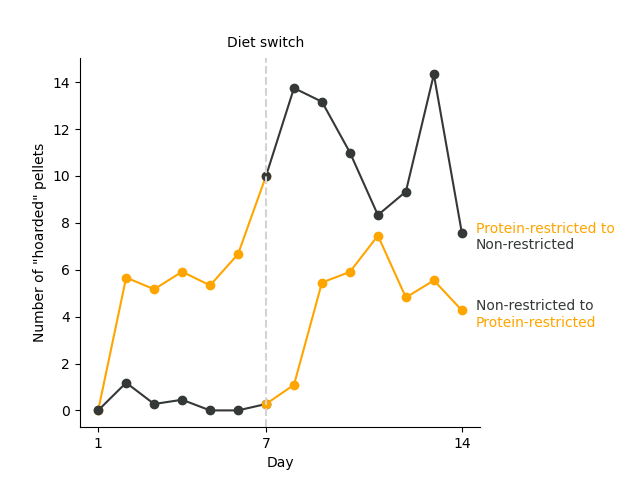 Diet switch
14
12
10
8
6
4
2
0
Number of "hoarded" pellets
Protein-restricted to
Non-restricted
Non-restricted to
Protein-restricted
1
7
14
Day